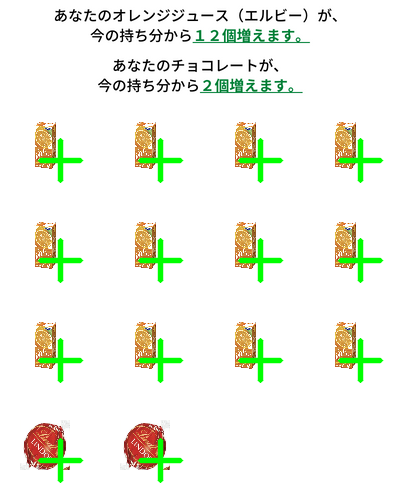 あなたのオレンジジュース（エルビー）が、
今の持ち分から１２個増えます。
あなたのチョコレートが、
今の持ち分から２個増えます。